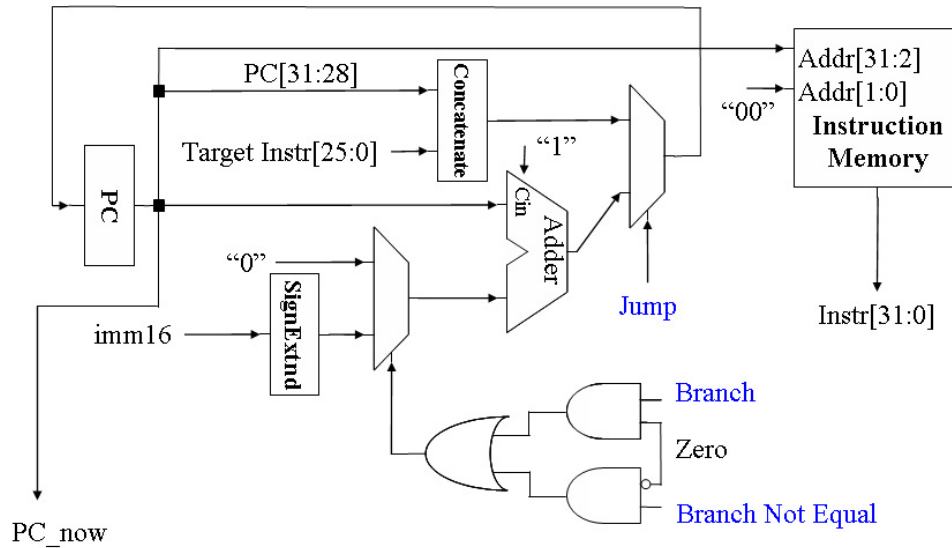 PC[31:28]
Concatenate
Addr[31:2]
Addr[1:0]
“00”
Instruction
Memory
Target Instr[25:0]
“1”
PC
Cin
Adder
“0”
SignExtnd
imm16
Jump
Instr[31:0]
Branch
Zero
Branch Not Equal
PC_now